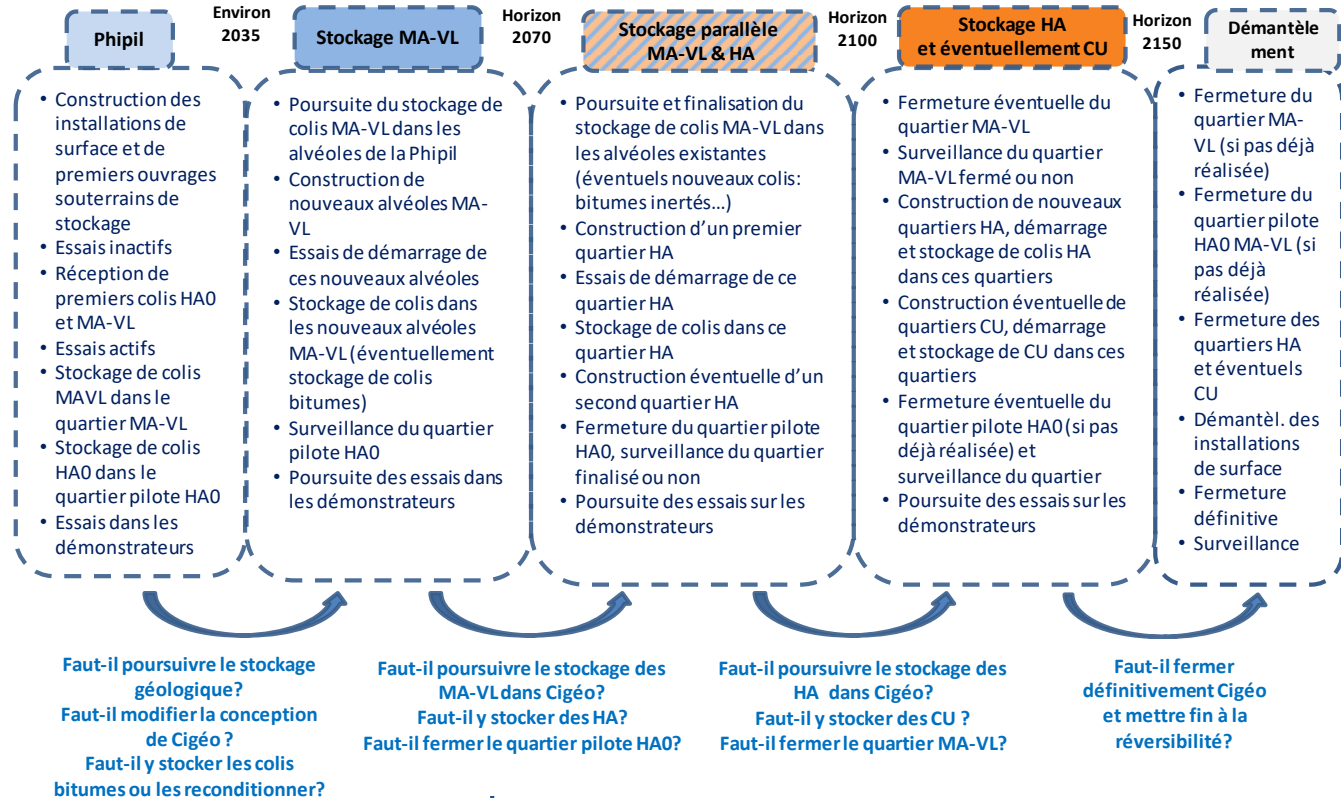 Phipil
Environ
2035
Stockage MA-VL
Horizon
2070
Stockage parallèle
MA-VL & HA
Horizon
2100
Stockage HA
et éventuellement CU
Horizon
2150
Démantèle
ment
• Construction des
installations de
surface et de
premiers ouvrages
souterrains de
stockage
• Essais inactifs
• Réception de
premiers colis HA0
et MA-VL
• Essais actifs
• Stockage de colis
MAVL dans le
quartier MA-VL
• Stockage de colis
HA0 dans le
quartier pilote HA0
• Essais dans les
démonstrateurs
• Poursuite du stockage de
colis MA-VL dans les
alvéoles de la Phipil
• Construction de
nouveaux alvéoles MA-
VL
• Essais de démarrage de
ces nouveaux alvéoles
• Stockage de colis dans
les nouveaux alvéoles
MA-VL (éventuellement
stockage de colis
bitumes)
• Surveillance du quartier
pilote HA0
• Poursuite des essais dans
les démonstrateurs
• Poursuite et finalisation du
stockage de colis MA-VL dans
les alvéoles existantes
(éventuels nouveaux colis:
bitumes inertés…)
• Construction d'un premier
quartier HA
• Essais de démarrage de ce
quartier HA
• Stockage de colis dans ce
quartier HA
• Construction éventuelle d'un
second quartier HA
• Fermeture du quartier pilote
HA0, surveillance du quartier
finalisé ou non
• Poursuite des essais sur les
démonstrateurs
• Fermeture éventuelle du
quartier MA-VL
• Surveillance du quartier
MA-VL fermé ou non
• Construction de nouveaux
quartiers HA, démarrage
et stockage de colis HA
dans ces quartiers
• Construction éventuelle de
quartiers CU, démarrage
et stockage de CU dans ces
quartiers
• Fermeture éventuelle du
quartier pilote HA0 (si pas
déjà réalisée) et
surveillance du quartier
• Poursuite des essais sur les
démonstrateurs
• Fermeture du
quartier MA-
VL (si pas déjà
réalisée)
• Fermeture du
quartier pilote
HA0 MA-VL (si
pas déjà
réalisée)
• Fermeture des
quartiers HA
et éventuels
CU
• Démantèl. des
installations
de surface
• Fermeture
définitive
• Surveillance
Faut-il poursuivre le stockage
géologique?
Faut-il modifier la conception
de Cigéo ?
Faut-il y stocker les colis
bitumes ou les reconditionner?
Faut-il poursuivre le stockage des
MA-VL dans Cigéo?
Faut-il y stocker des HA?
Faut-il fermer le quartier pilote HA0?
Faut-il poursuivre le stockage des
HA dans Cigéo?
Faut-il y stocker des CU ?
Faut-il fermer le quartier MA-VL?
Faut-il fermer
définitivement Cigéo
et mettre fin à la
réversibilité?